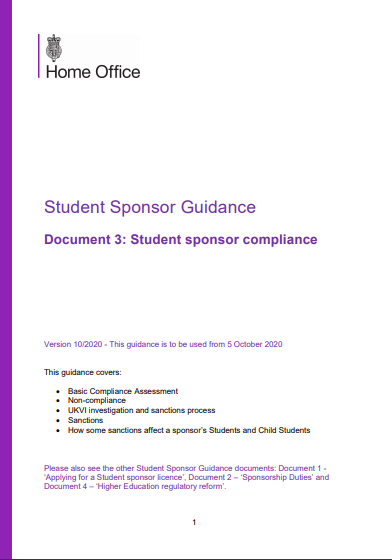 Home Office
Student Sponsor Guidance
Document 3: Student sponsor compliance
Version 10/2020 - This guidance is to be used from 5 October 2020
This guidance covers:
• Basic Compliance Assessment
• Non-compliance
• UKVI investigation and sanctions process
• Sanctions
• How some sanctions affect a sponsor's Students and Child Students
Please also see the other Student Sponsor Guidance documents: Document 1 -
'Applying for a Student sponsor licence', Document 2 – 'Sponsorship Duties' and
Document 4 – 'Higher Education regulatory reform'.
1